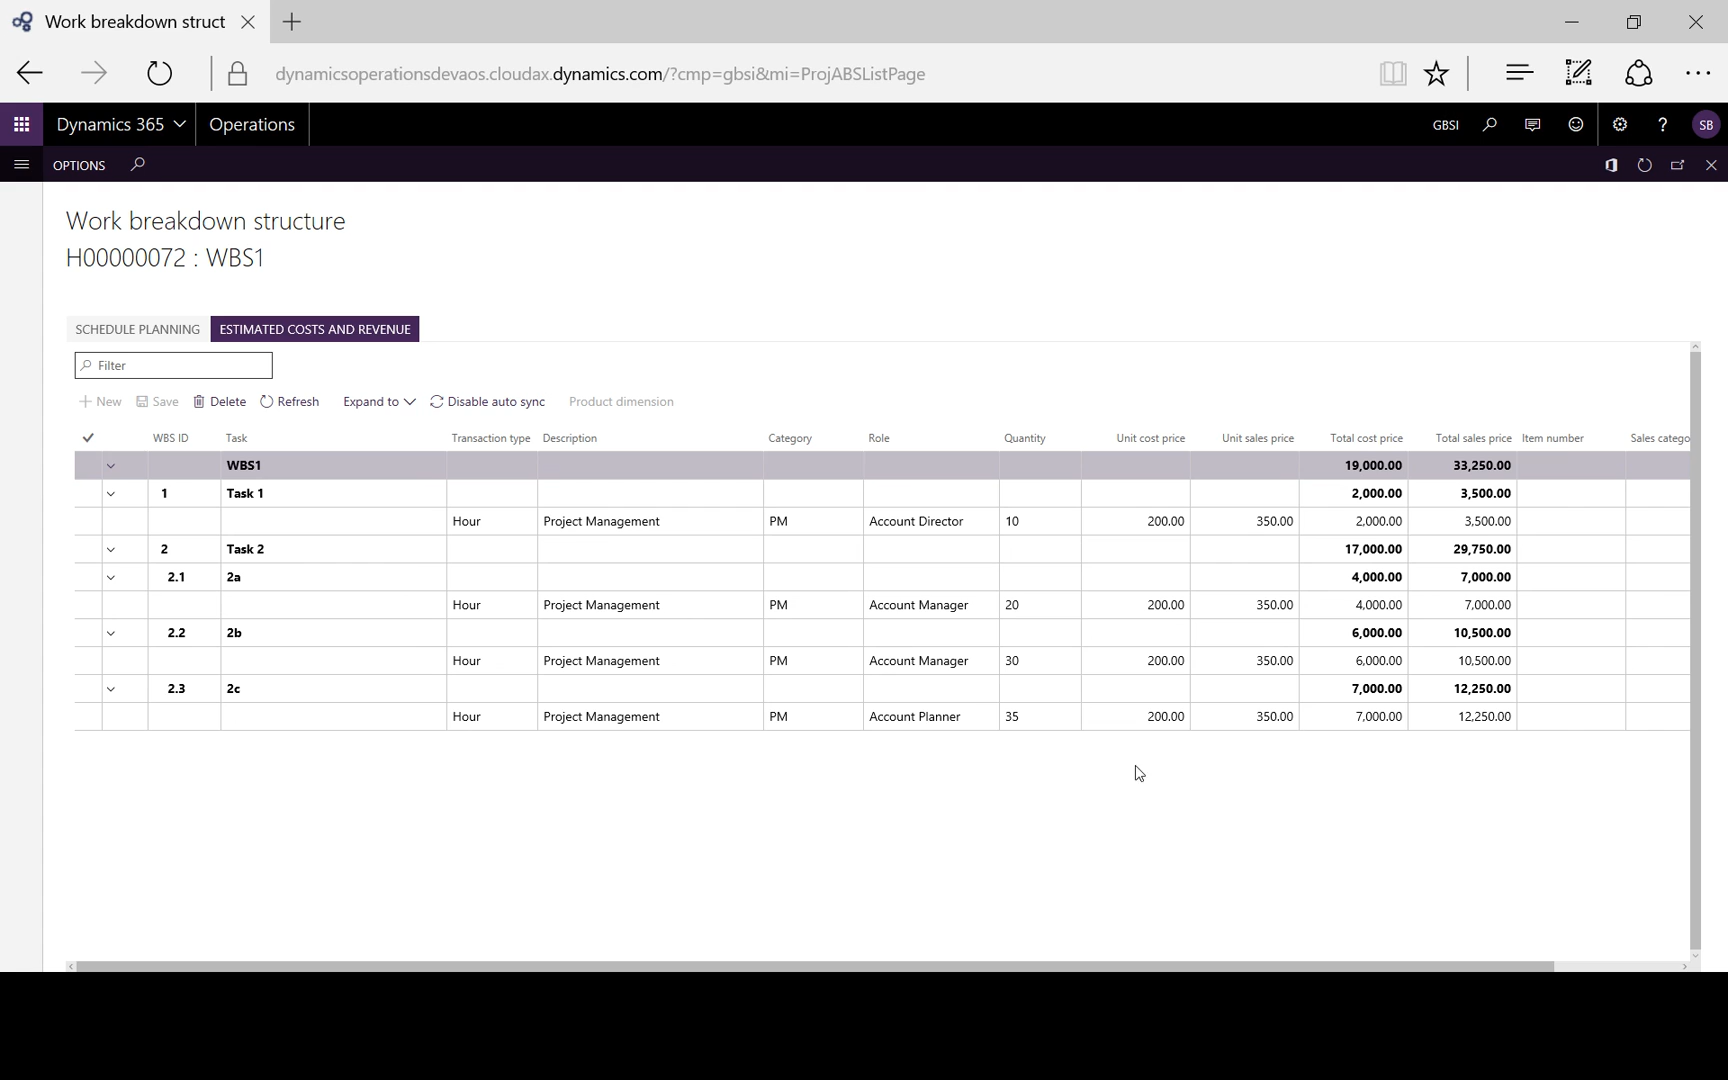 Work breakdown struct
dynamicsoperationsdevaos.cloudax.dynamics.com/?cmp=gbsi&mi=ProjABSListPage
Dynamics 365 Operations GBSI ? SB
OPTIONS
Work breakdown structure
H00000072 : WBS1
SCHEDULE PLANNING ESTIMATED COSTS AND REVENUE
Filter
New Save Delete Refresh Expand to Disable auto sync Product dimension
WBS ID Task Transaction type Description Category Role Quantity Unit cost price Unit sales price Total cost price Total sales price Item number Sales catego
WBS1 19,000.00 33,250.00
1 Task 1 2,000.00 3,500.00
Hour Project Management PM Account Director 10 200.00 350.00 2,000.00 3,500.00
2 Task 2 17,000.00 29,750.00
2.1 2a 4,000.00 7,000.00
Hour Project Management PM Account Manager 20 200.00 350.00 4,000.00 7,000.00
2.2 2b 6,000.00 10,500.00
Hour Project Management PM Account Manager 30 200.00 350.00 6,000.00 10,500.00
2.3 2c 7,000.00 12,250.00
Hour Project Management PM Account Planner 35 200.00 350.00 7,000.00 12,250.00